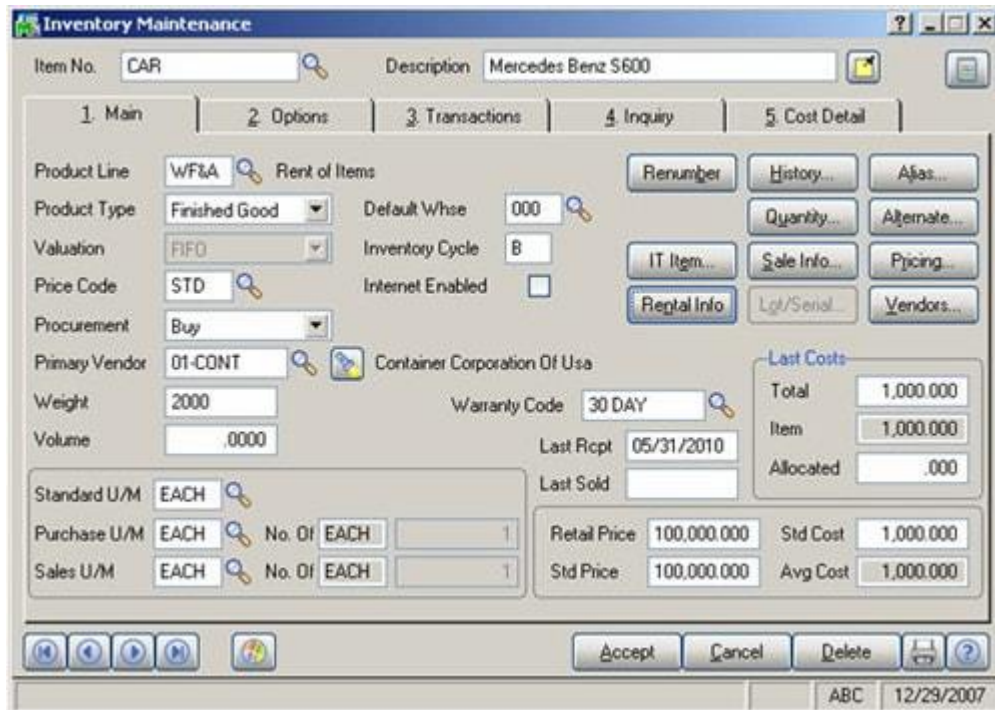 Inventory Maintenance
Item No. CAR Description Mercedes Benz S600
1. Main 2. Options 3. Transactions 4. Inquiry 5. Cost Detail
Product Line WF&A Rent of Items Renumber History... Alias...
Product Type Finished Good Default Whse 000 Quantity... Alternate...
Valuation FIFO Inventory Cycle B IT Item... Sale Info... Pricing...
Price Code STD Internet Enabled Rental Info Lot/Serial... Vendors...
Procurement Buy
Primary Vendor 01-CONT Container Corporation Of Usa Last Costs
Weight 2000 Warranty Code 30 DAY Total 1,000.000
Volume .0000 Last Rcpt 05/31/2010 Item 1,000.000
Last Sold Allocated .000
Standard U/M EACH
Purchase U/M EACH No. Of EACH 1 Retail Price 100,000.000 Std Cost 1,000.000
Sales U/M EACH No. Of EACH 1 Std Price 100,000.000 Avg Cost 1,000.000
Accept Cancel Delete
ABC 12/29/2007